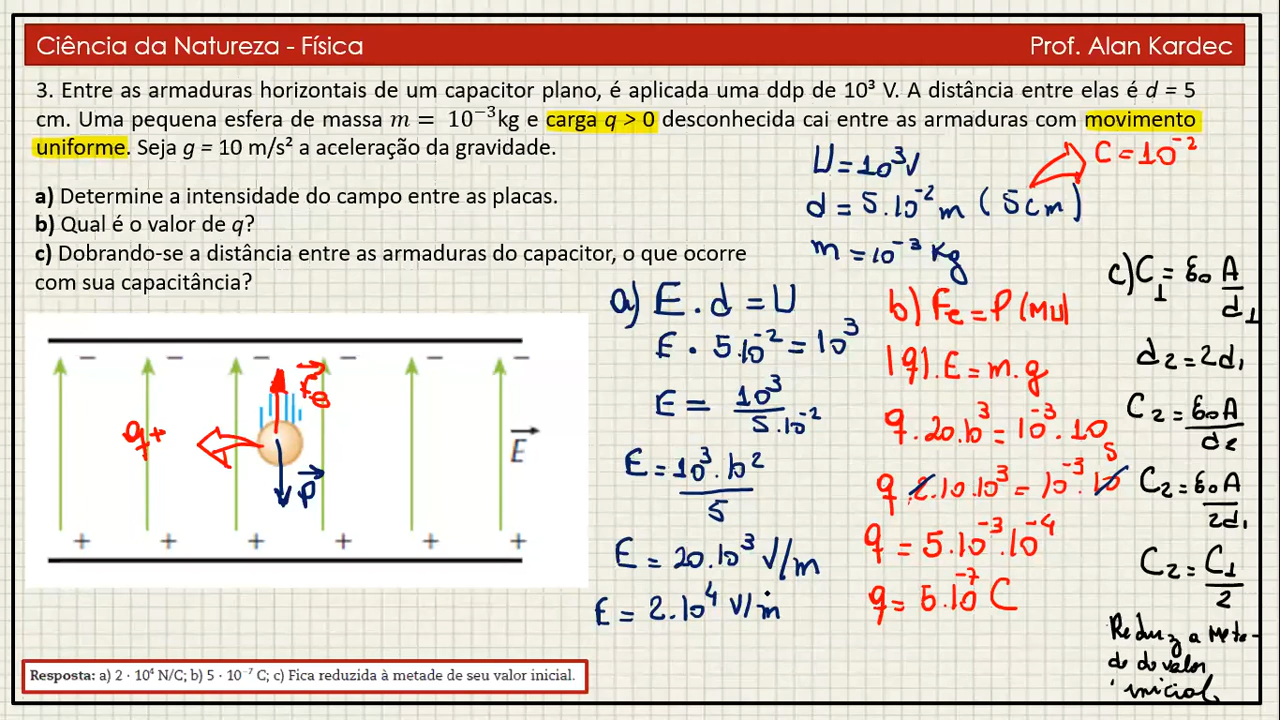 Ciência da Natureza - Física
Prof. Alan Kardec
3. Entre as armaduras horizontais de um capacitor plano, é aplicada uma ddp de 10³ V. A distância entre elas é d = 5
cm. Uma pequena esfera de massa m = 10⁻³kg e carga q > 0 desconhecida cai entre as armaduras com movimento
uniforme. Seja g = 10 m/s² a aceleração da gravidade.
a) Determine a intensidade do campo entre as placas.
b) Qual é o valor de q?
c) Dobrando-se a distância entre as armaduras do capacitor, o que ocorre
com sua capacitância?
U = 10³V
d = 5.10⁻² m (5cm)
C = 10⁻²
m = 10⁻³ Kg
a) E . d = U
E . 5.10⁻² = 10³
E = 10³ / 5.10⁻²
E = 10³ . 10² / 5
E = 20.10³ V/m
E = 2.10⁴ V/m
b) Fe = P (MU)
|q|.E = m.g
q.20.10³ = 10⁻³.10
q 2.10.10³ = 10⁻³.10 5
q = 5.10⁻³.10⁻⁴
q = 5.10⁻⁷ C
c) C₁ = ε₀ A / d₁
d₂ = 2d₁
C₂ = ε₀ A / d₂
C₂ = ε₀ A / 2d₁
C₂ = C₁ / 2
Reduz a meta-
de do valor
inicial.
− − − − − −
Fe
q+
P
E
+ + + + + +
Resposta: a) 2 · 10⁴ N/C; b) 5 · 10⁻⁷ C; c) Fica reduzida à metade de seu valor inicial.